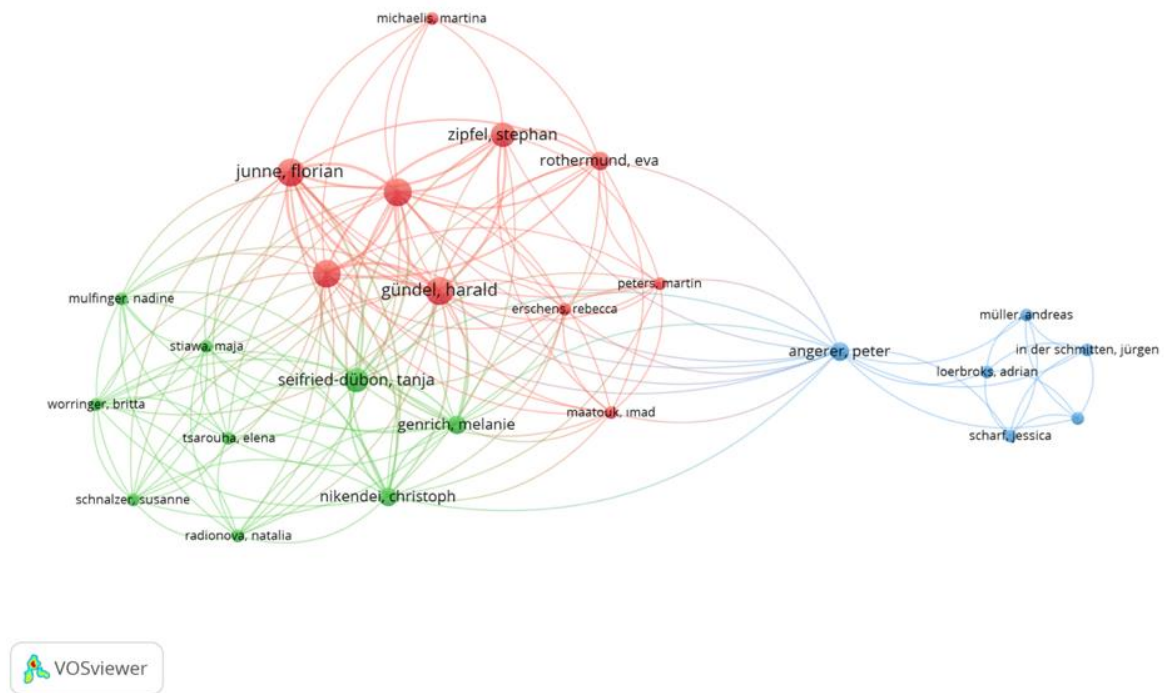 michaelis, martina
zipfel, stephan
rothermund, eva
junne, florian
gündel, harald
peters, martin
erschens, rebecca
mulfinger, nadine
müller, andreas
stiawa, maja
angerer, peter
in der schmitten, jürgen
loerbroks, adrian
seifried-dübon, tanja
worringer, britta
maatouk, imad
genrich, melanie
tsarouha, elena
scharf, jessica
schnalzer, susanne
nikendei, christoph
radionova, natalia
VOSviewer